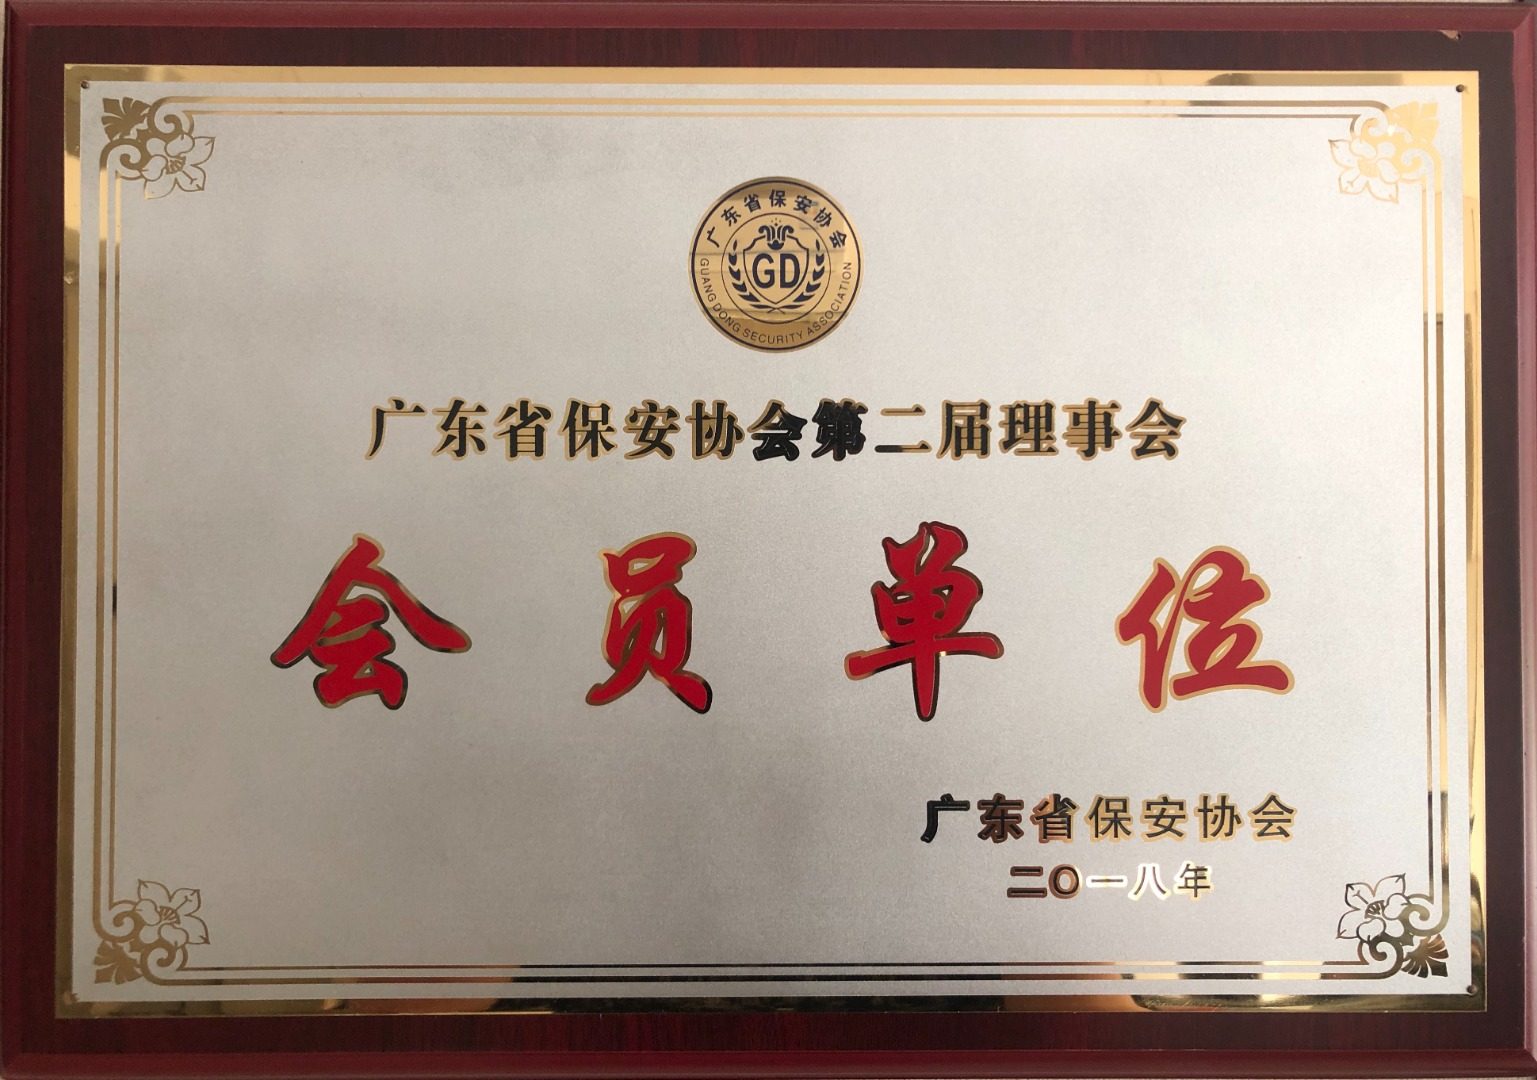 广东省保安协会
GD
GUANG DONG SECURITY ASSOCIATION
广东省保安协会第二届理事会
会员单位
广东省保安协会
二〇一八年